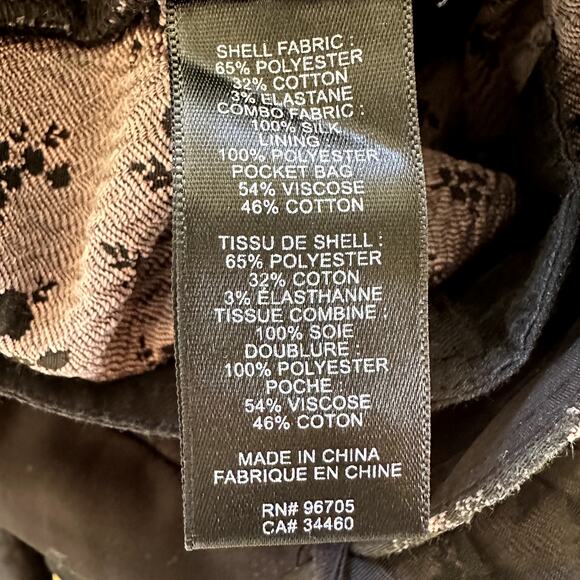 SHELL FABRIC :
65% POLYESTER
32% COTTON
3% ELASTANE
COMBO FABRIC :
100% SILK
LINING
100% POLYESTER
POCKET BAG
54% VISCOSE
46% COTTON
TISSU DE SHELL :
65% POLYESTER
32% COTON
3% ELASTHANNE
TISSUE COMBINE :
100% SOIE
DOUBLURE :
100% POLYESTER
POCHE :
54% VISCOSE
46% COTON
MADE IN CHINA
FABRIQUE EN CHINE
RN# 96705
CA# 34460